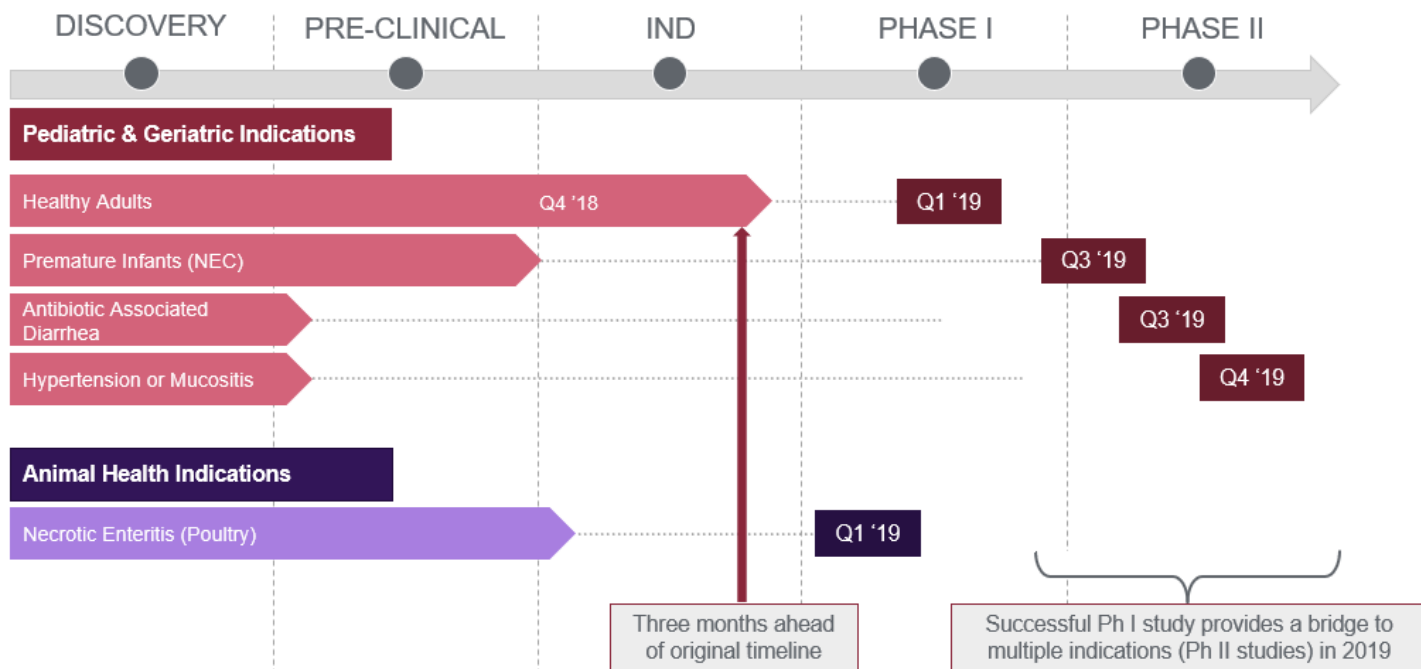 DISCOVERY
PRE-CLINICAL
IND
PHASE I
PHASE II
Pediatric & Geriatric Indications
Healthy Adults
Q4 ’18
Q1 ‘19
Premature Infants (NEC)
Q3 ‘19
Antibiotic Associated
Diarrhea
Q3 ‘19
Hypertension or Mucositis
Q4 ‘19
Animal Health Indications
Necrotic Enteritis (Poultry)
Q1 ‘19
Three months ahead
of original timeline
Successful Ph I study provides a bridge to
multiple indications (Ph II studies) in 2019